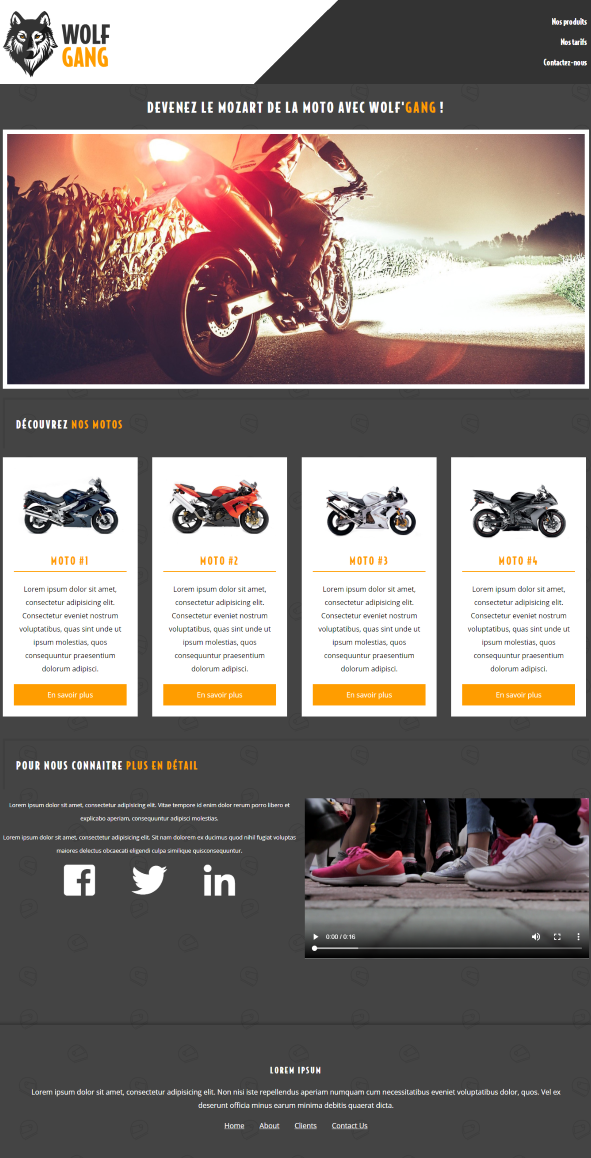 WOLF
GANG
Nos produits
Nos tarifs
Contactez-nous
DEVENEZ LE MOZART DE LA MOTO AVEC WOLF'GANG !
DÉCOUVREZ NOS MOTOS
MOTO #1
Lorem ipsum dolor sit amet,
consectetur adipisicing elit.
Consectetur eveniet nostrum
voluptatibus, quas sint unde ut
ipsum molestias, quos
consequuntur praesentium
dolorum adipisci.
En savoir plus
MOTO #2
Lorem ipsum dolor sit amet,
consectetur adipisicing elit.
Consectetur eveniet nostrum
voluptatibus, quas sint unde ut
ipsum molestias, quos
consequuntur praesentium
dolorum adipisci.
En savoir plus
MOTO #3
Lorem ipsum dolor sit amet,
consectetur adipisicing elit.
Consectetur eveniet nostrum
voluptatibus, quas sint unde ut
ipsum molestias, quos
consequuntur praesentium
dolorum adipisci.
En savoir plus
MOTO #4
Lorem ipsum dolor sit amet,
consectetur adipisicing elit.
Consectetur eveniet nostrum
voluptatibus, quas sint unde ut
ipsum molestias, quos
consequuntur praesentium
dolorum adipisci.
En savoir plus
POUR NOUS CONNAITRE PLUS EN DÉTAIL
Lorem ipsum dolor sit amet, consectetur adipisicing elit. Vitae tempore id enim dolor rerum porro libero et
explicabo aperiam, consequuntur adipisci molestias.
Lorem ipsum dolor sit amet, consectetur adipisicing elit. Sit nam dolorem ex ducimus quod nihil fugiat voluptas
maiores delectus obcaecati eligendi culpa similique quisconsequuntur.
0:00 / 0:16
LOREM IPSUM
Lorem ipsum dolor sit amet, consectetur adipisicing elit. Non nisi iste repellendus aperiam numquam cum necessitatibus eveniet voluptatibus dolor, quos. Vel ex
deserunt officia minus earum minima debitis quaerat dicta.
Home About Clients Contact Us